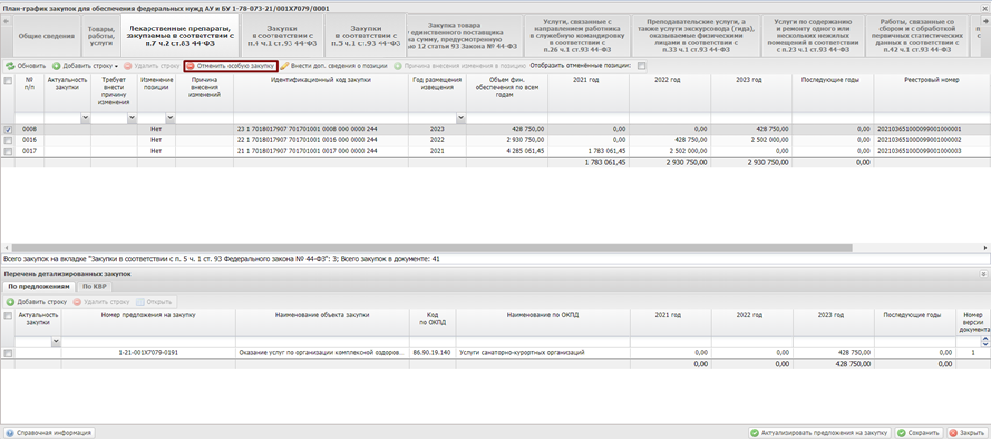 План-график закупок для обеспечения федеральных нужд АУ и БУ 1-78-073-21/001X7079/0001
Общие сведения
Товары, работы, услуги
Лекарственные препараты, закупаемые в соответствии с п.7 ч.2 ст.83 44-ФЗ
Закупки в соответствии с п.4 ч.1 ст.93 44-ФЗ
Закупки в соответствии с п.5 ч.1 ст.93 44-ФЗ
Закупка товара
единственного поставщика
на сумму, предусмотренную
12 статьи 93 Закона № 44-ФЗ
Услуги, связанные с направлением работника в служебную командировку в соответствии с п.26 ч.1 ст.93 44-ФЗ
Преподавательские услуги, а также услуги экскурсовода (гида), оказываемые физическими лицами в соответствии с п.33 ч.1 ст.93 44-ФЗ
Услуги по содержанию и ремонту одного или нескольких нежилых помещений в соответствии с п.23 ч.1 ст.93 44-ФЗ
Работы, связанные со сбором и с обработкой первичных статистических данных в соответствии с п.42 ч.1 ст.93 44-ФЗ
Обновить Добавить строку Удалить строку Отменить особую закупку Внести доп. сведения о позиции Причина внесения изменения в позицию Отобразить отменённые позиции:
№ п/п Актуальность закупки Требует внести причину изменения Изменение позиции Причина внесения изменений Идентификационный код закупки Год размещения извещения Объем фин. обеспечения по всем годам 2021 год 2022 год 2023 год Последующие годы Реестровый номер
0008 Нет 23 1 7018017907 701701001 0008 000 0000 244 2023 428 750,00 0,00 0,00 428 750,00 0,00
0016 Нет 2022 2 930 750,00 0,00 428 750,00 2 502 000,00 0,00
0017 Нет 21 1 7018017907 701701001 0017 000 0000 244 2021 4 285 061,45 1 783 061,45 2 502 000,00 0,00 0,00
1 783 061,45 2 930 750,00 2 930 750,00 0,00
Всего закупок на вкладке "Закупки в соответствии с п. 5 ч. 1 ст. 93 Федерального закона № 44-ФЗ": 3; Всего закупок в документе: 41
Перечень детализированных закупок
По предложениям По КВР
Добавить строку Удалить строку Открыть
Актуальность закупки Номер предложения на закупку Наименование объекта закупки Код по ОКПД Наименование по ОКПД 2021 год 2022 год 2023 год Последующие годы Номер версии документа
1-21-001X7079-0191 Оказание услуг по организации комплексной оздоров... 86.90.19.140 Услуги санаторно-курортных организаций 0,00 0,00 428 750,00 0,00 1
0,00 0,00 428 750,00 0,00
Справочная информация Актуализировать предложения на закупку Сохранить Закрыть